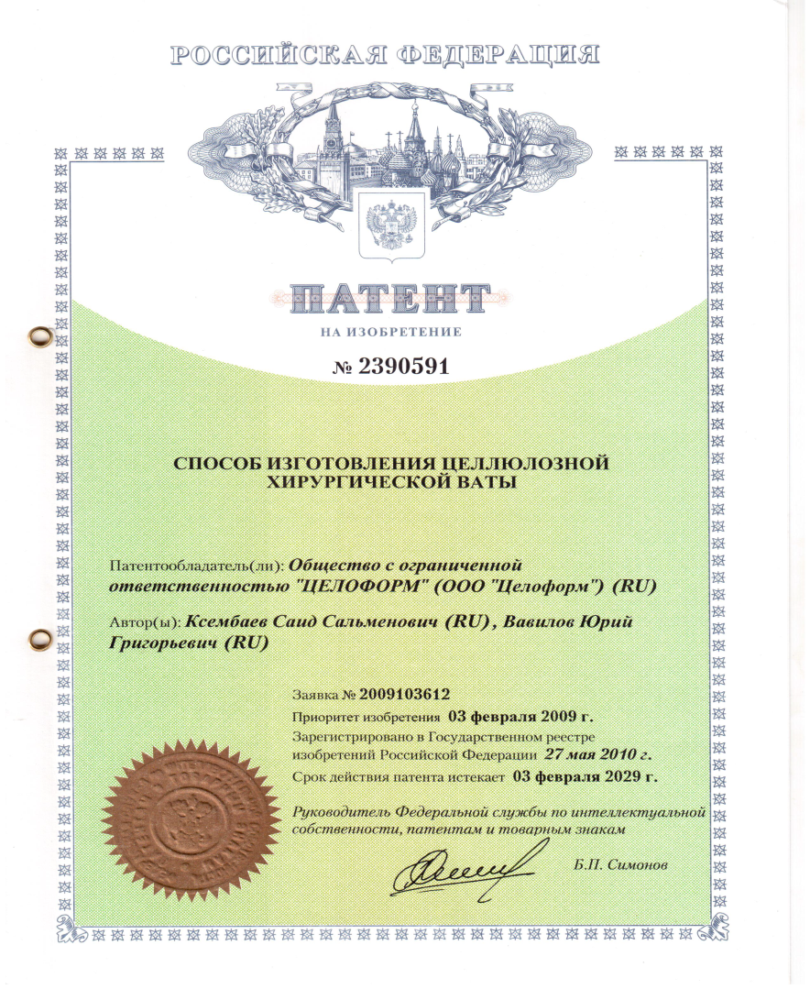 РОССИЙСКАЯ ФЕДЕРАЦИЯ
ПАТЕНТ
НА ИЗОБРЕТЕНИЕ
№ 2390591
СПОСОБ ИЗГОТОВЛЕНИЯ ЦЕЛЛЮЛОЗНОЙ
ХИРУРГИЧЕСКОЙ ВАТЫ
Патентообладатель(ли): Общество с ограниченной
ответственностью "ЦЕЛОФОРМ" (ООО "Целоформ") (RU)
Автор(ы): Ксембаев Саид Сальменович (RU), Вавилов Юрий
Григорьевич (RU)
Заявка № 2009103612
Приоритет изобретения 03 февраля 2009 г.
Зарегистрировано в Государственном реестре
изобретений Российской Федерации 27 мая 2010 г.
Срок действия патента истекает 03 февраля 2029 г.
Руководитель Федеральной службы по интеллектуальной
собственности, патентам и товарным знакам
Б.П. Симонов